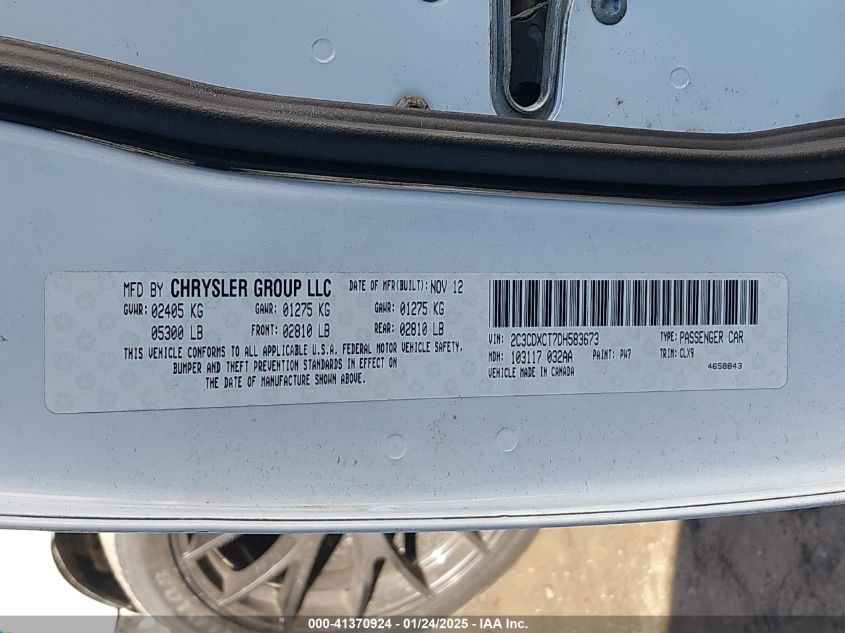 MFD BY CHRYSLER GROUP LLC DATE OF MFR(BUILT): NOV 12
GVWR: 02405 KG GAWR: 01275 KG GAWR: 01275 KG
05300 LB FRONT: 02810 LB REAR: 02810 LB
THIS VEHICLE CONFORMS TO ALL APPLICABLE U.S.A. FEDERAL MOTOR VEHICLE SAFETY,
BUMPER AND THEFT PREVENTION STANDARDS IN EFFECT ON
THE DATE OF MANUFACTURE SHOWN ABOVE.
VIN: 2C3CDXCT7DH583673 TYPE: PASSENGER CAR
MDH: 103117 032AA PAINT: PW7 TRIM: CLX9
VEHICLE MADE IN CANADA 4658843
000-41370924 - 01/24/2025 - IAA Inc.